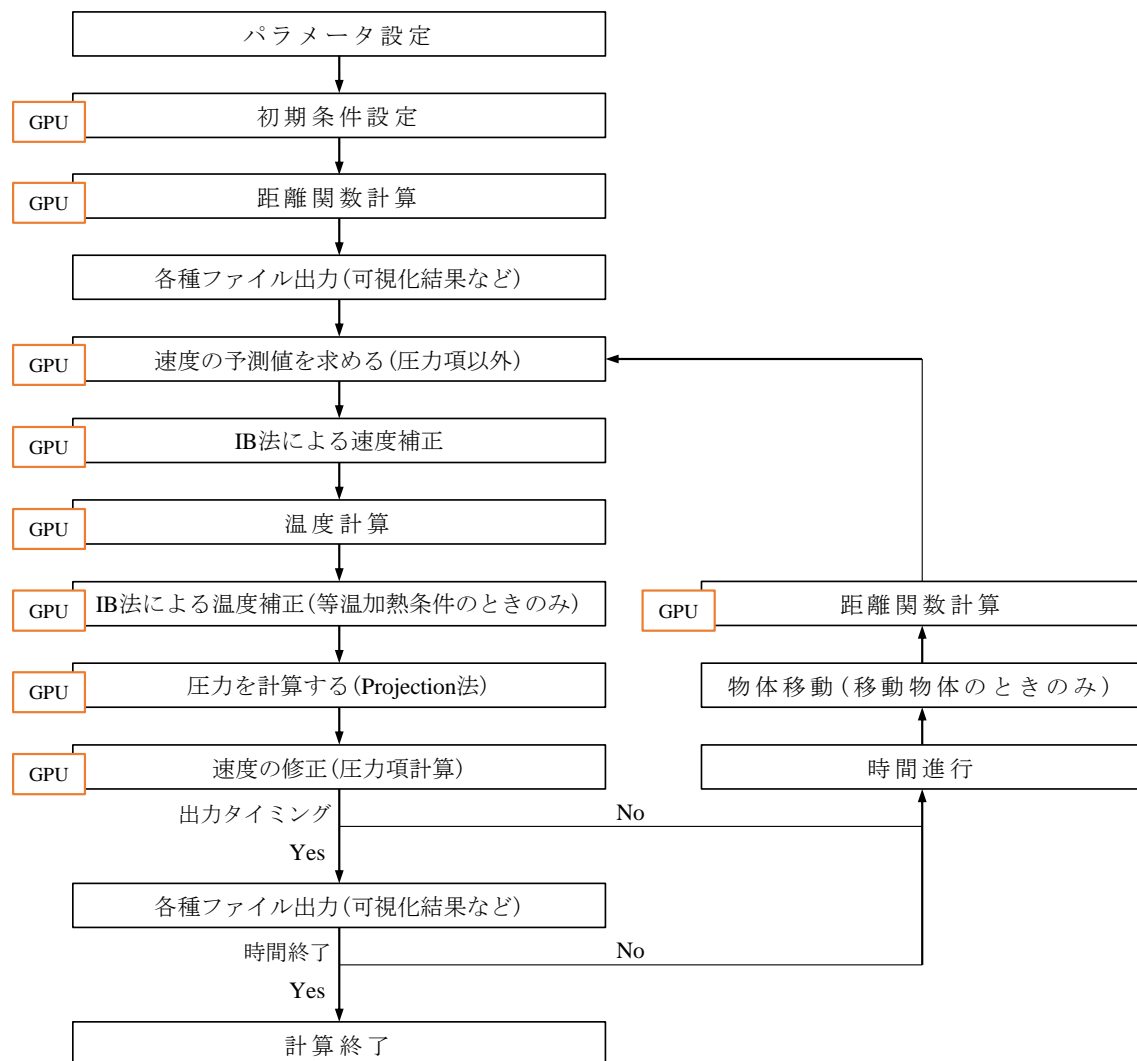 パラメータ設定
GPU
初期条件設定
GPU
距離関数計算
各種ファイル出力(可視化結果など)
GPU
速度の予測値を求める(圧力項以外)
GPU
IB法による速度補正
GPU
温度計算
GPU
IB法による温度補正(等温加熱条件のときのみ)
GPU
距離関数計算
GPU
圧力を計算する(Projection法)
物体移動(移動物体のときのみ)
GPU
速度の修正(圧力項計算)
時間進行
出力タイミング
No
Yes
各種ファイル出力(可視化結果など)
時間終了
No
Yes
計算終了